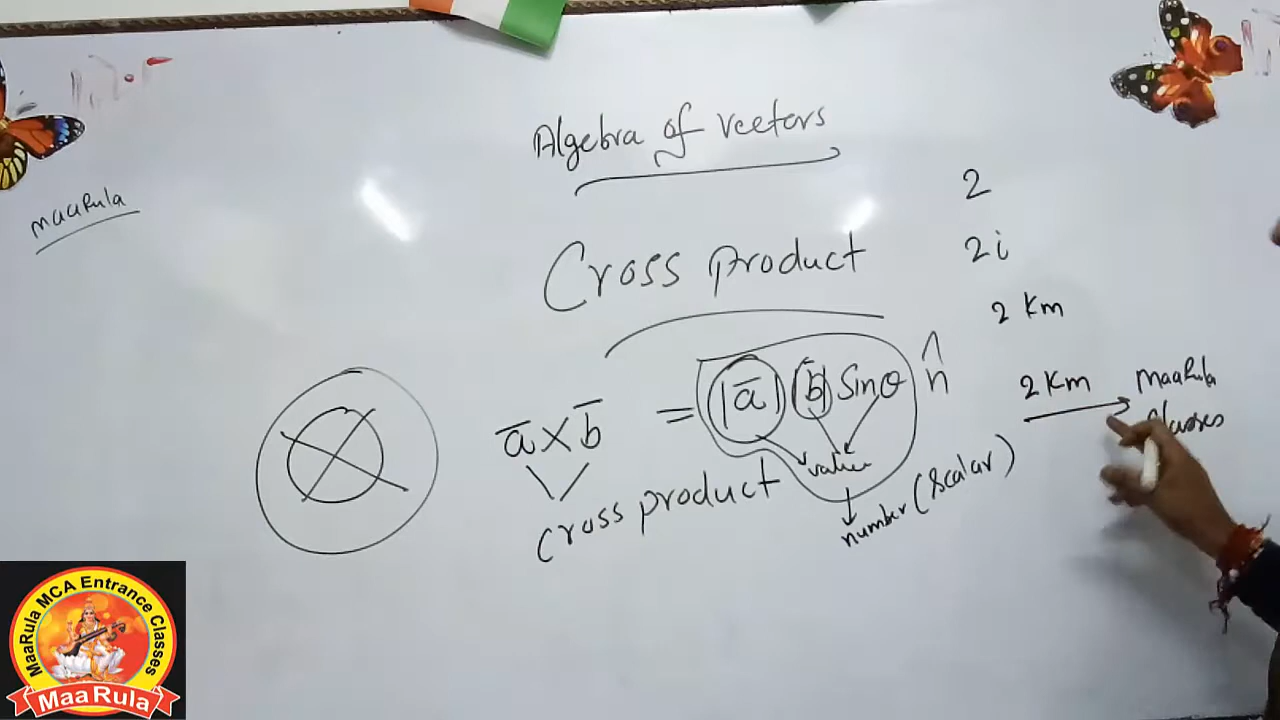 Algebra of vectors
maaRula
Cross product
2
2i
2 Km
2 Km → maaRula classes
a̅ × b̅ = |a̅| |b̅| Sinθ n̂
value
cross product
number (scalar)
MaaRula MCA Entrance Classes
MaaRula